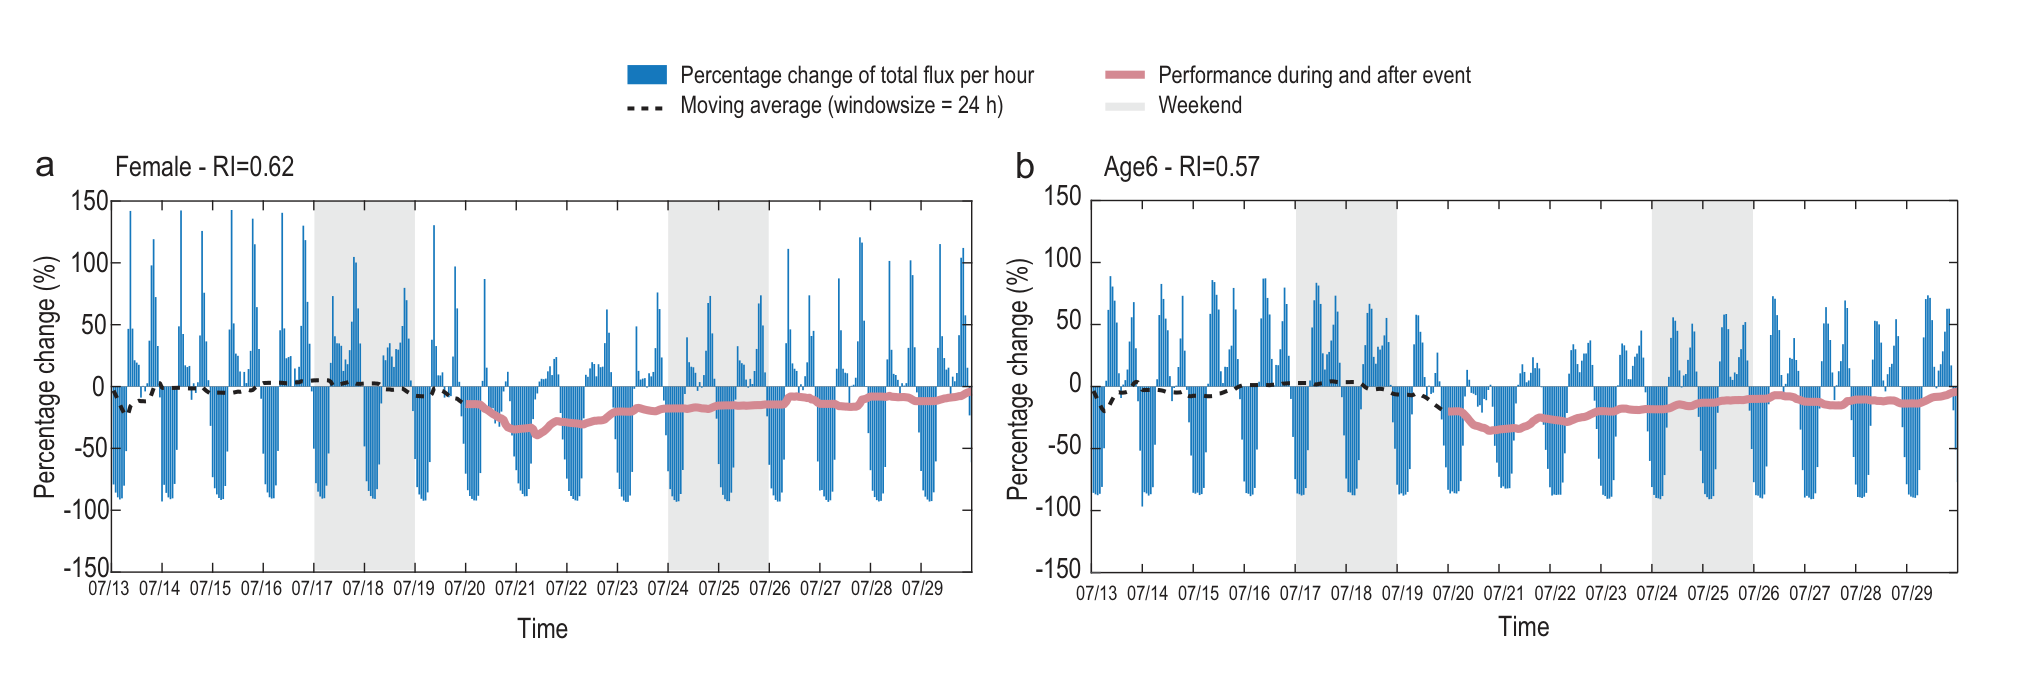 Percentage change of total flux per hour
Performance during and after event
Moving average (windowsize = 24 h)
Weekend
a Female - RI=0.62
150
100
50
0
-50
-100
-150
Percentage change (%)
07/13 07/14 07/15 07/16 07/17 07/18 07/19 07/20 07/21 07/22 07/23 07/24 07/25 07/26 07/27 07/28 07/29
Time
b Age6 - RI=0.57
150
100
50
0
-50
-100
-150
Percentage change (%)
07/13 07/14 07/15 07/16 07/17 07/18 07/19 07/20 07/21 07/22 07/23 07/24 07/25 07/26 07/27 07/28 07/29
Time